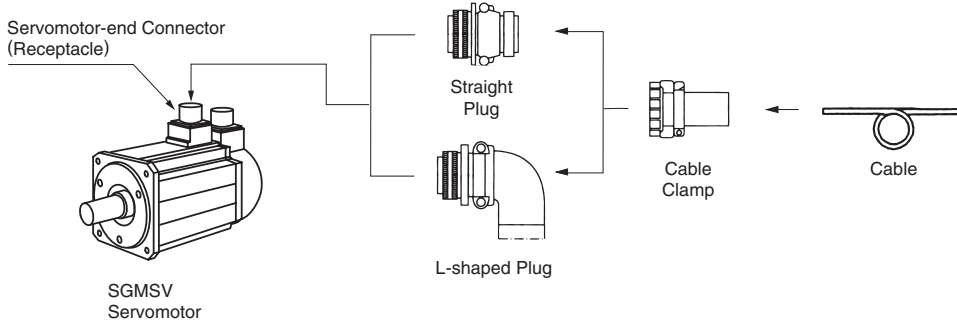 Servomotor-end Connector
(Receptacle)
Straight
Plug
Cable
Clamp
Cable
L-shaped Plug
SGMSV
Servomotor